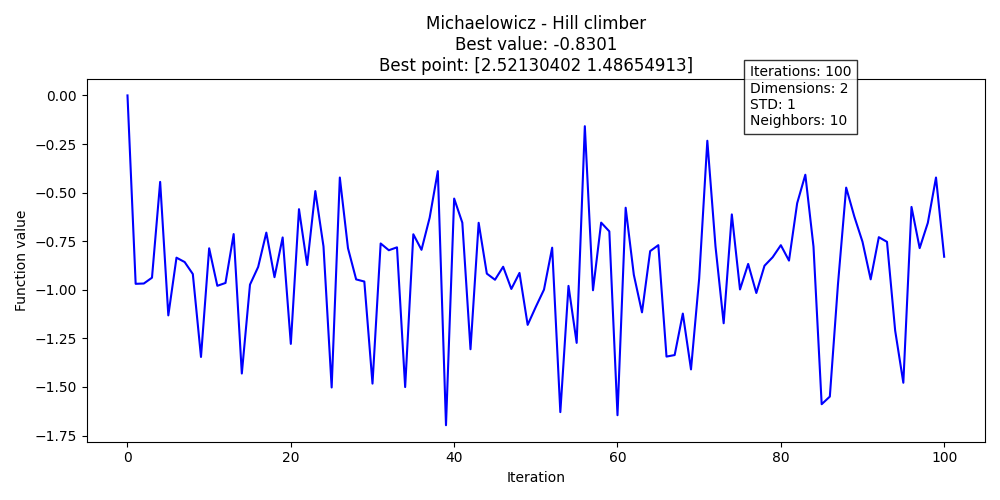 Michaelowicz - Hill climber
Best value: -0.8301
Best point: [2.52130402 1.48654913]
Iterations: 100
Dimensions: 2
STD: 1
Neighbors: 10
0.00
−0.25
−0.50
−0.75
−1.00
−1.25
−1.50
−1.75
Function value
0 20 40 60 80 100
Iteration